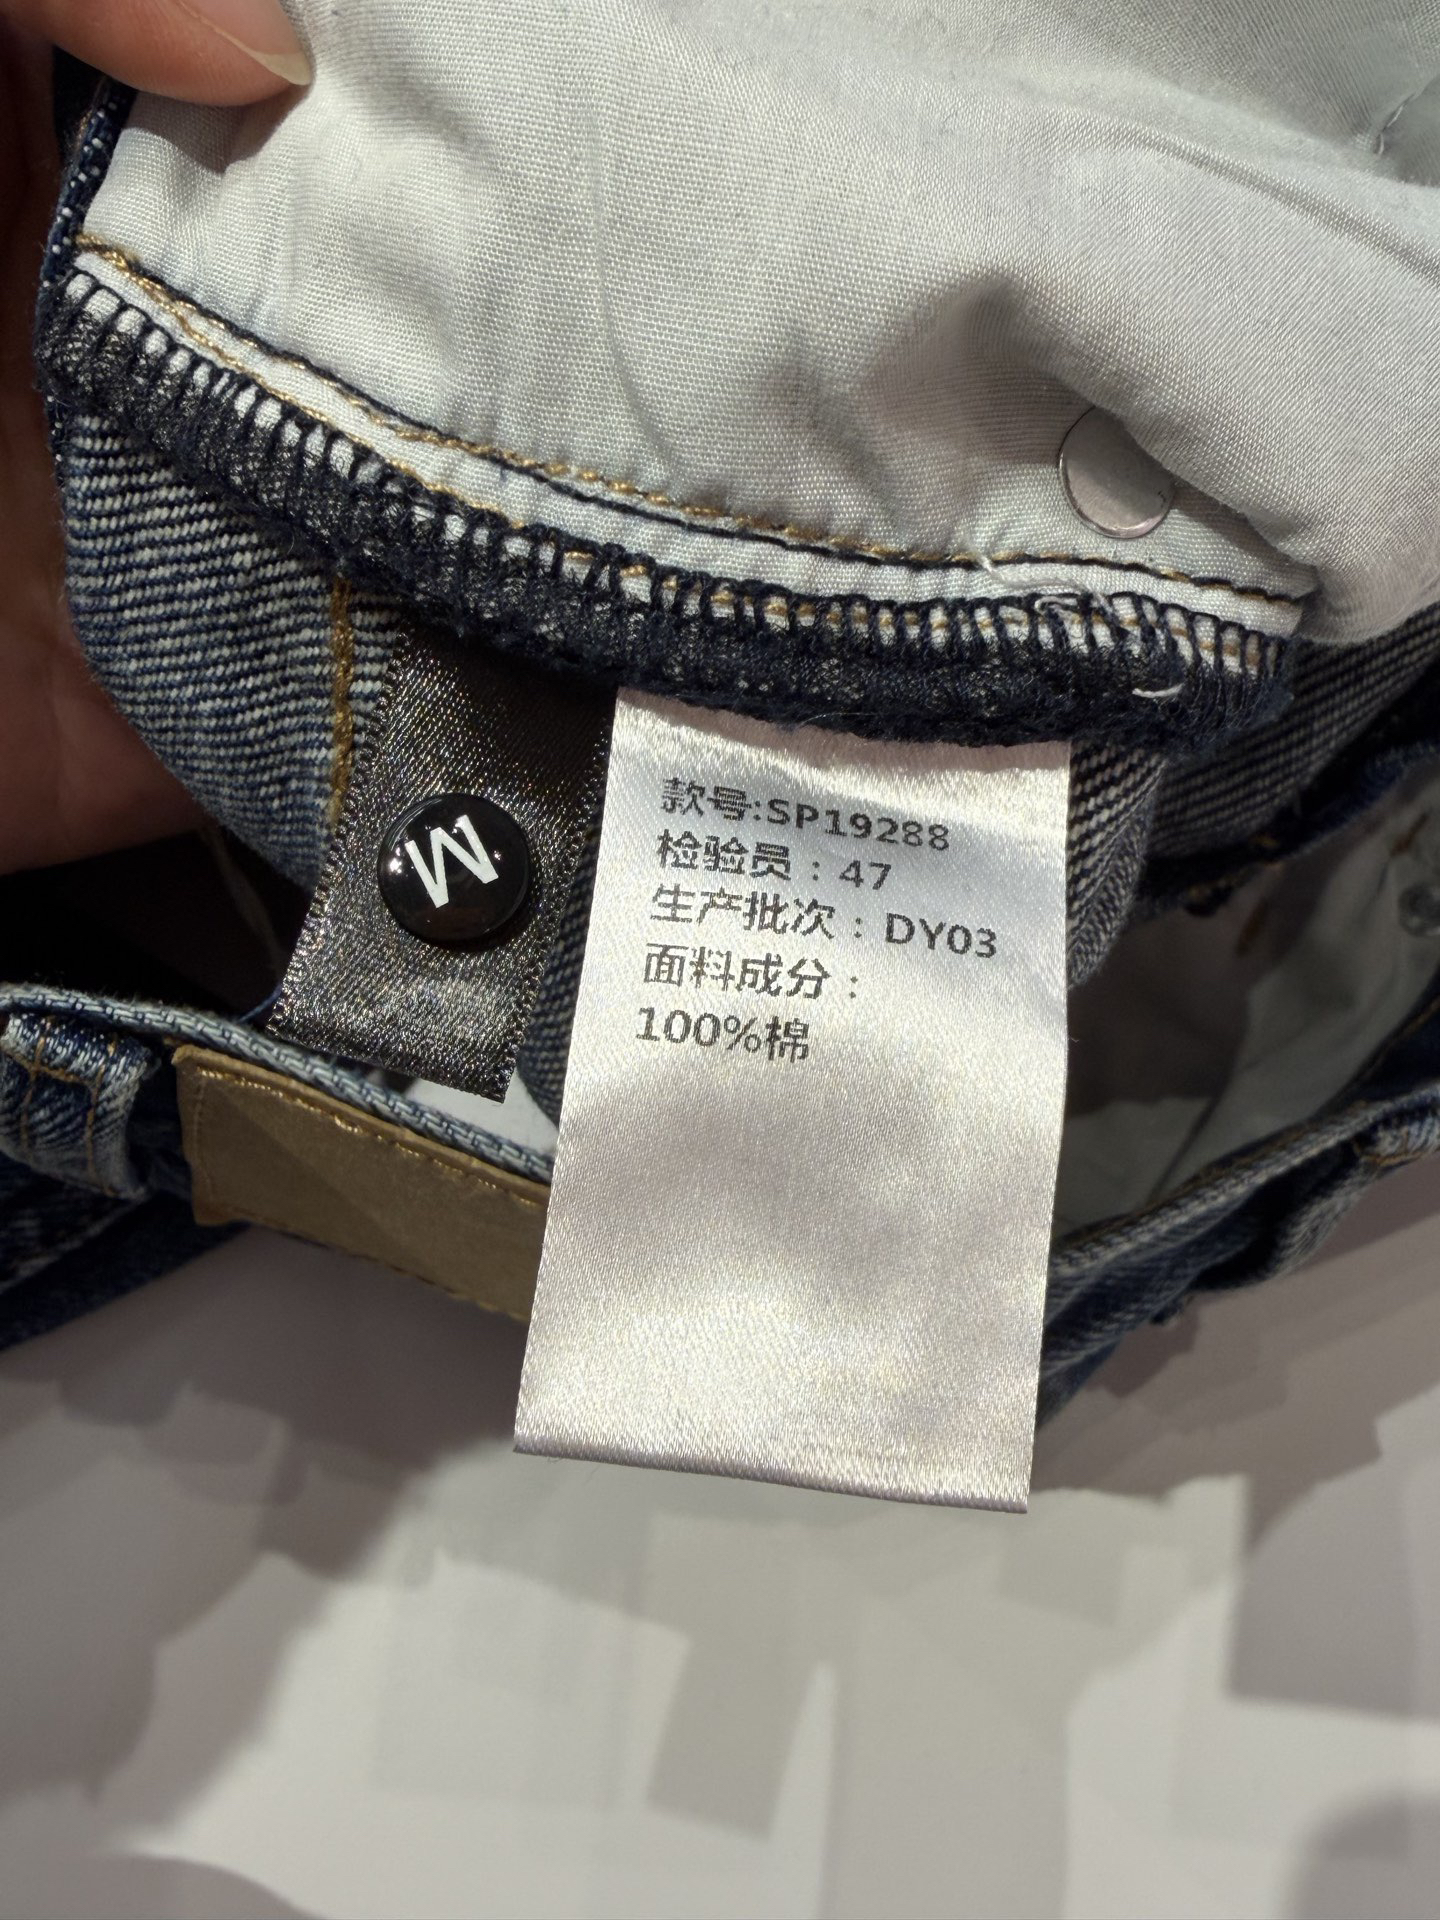 M
款号:SP19288
检验员：47
生产批次：DY03
面料成分：
100%棉